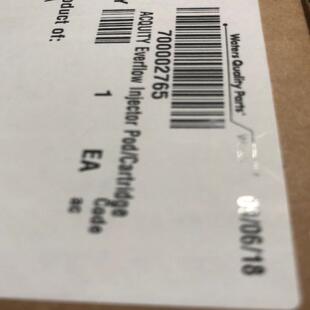 Waters Quality Parts
700002765
ACQUITY Everflow Injector Pod/Cartridge
1 EA
Code
oduct of:
/06/18